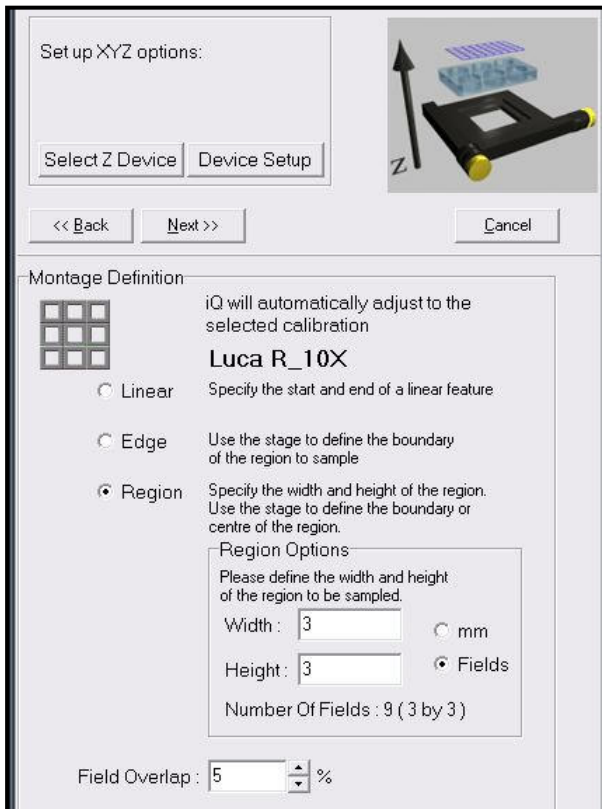 Set up XYZ options:
Select Z Device
Device Setup
Z
<< Back
Next >>
Cancel
Montage Definition
iQ will automatically adjust to the
selected calibration
Luca R_10X
Linear
Specify the start and end of a linear feature
Edge
Use the stage to define the boundary
of the region to sample
Region
Specify the width and height of the region.
Use the stage to define the boundary or
centre of the region.
Region Options
Please define the width and height
of the region to be sampled.
Width : 3
mm
Height : 3
Fields
Number Of Fields : 9 ( 3 by 3 )
Field Overlap : 5 %